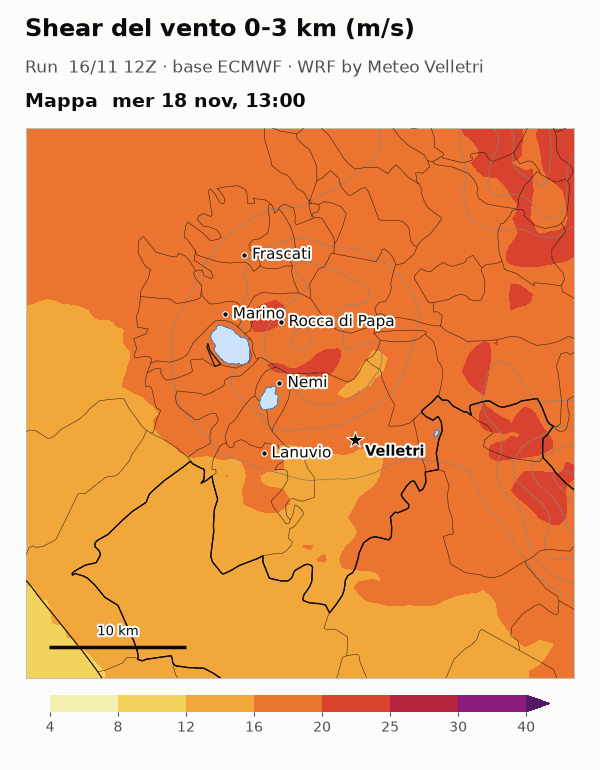 Shear del vento 0-3 km (m/s)
Run 16/11 12Z · base ECMWF · WRF by Meteo Velletri
Mappa mer 18 nov, 13:00
Frascati
Marino
Rocca di Papa
Nemi
Velletri
Lanuvio
10 km
4 8 12 16 20 25 30 40